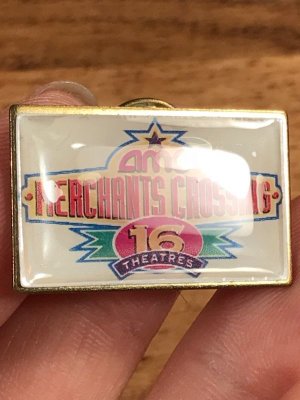 AMC
MERCHANTS CROSSING
16
THEATRES